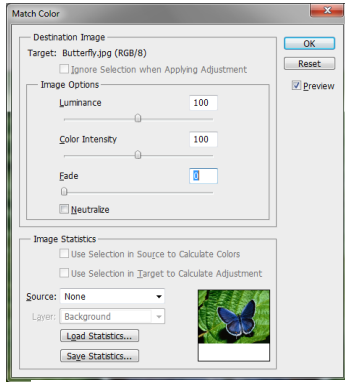 Match Color
Destination Image
Target: Butterfly.jpg (RGB/8)
Ignore Selection when Applying Adjustment
Image Options
Luminance 100
Color Intensity 100
Fade 0
Neutralize
OK
Reset
Preview
Image Statistics
Use Selection in Source to Calculate Colors
Use Selection in Target to Calculate Adjustment
Source: None
Layer: Background
Load Statistics...
Save Statistics...